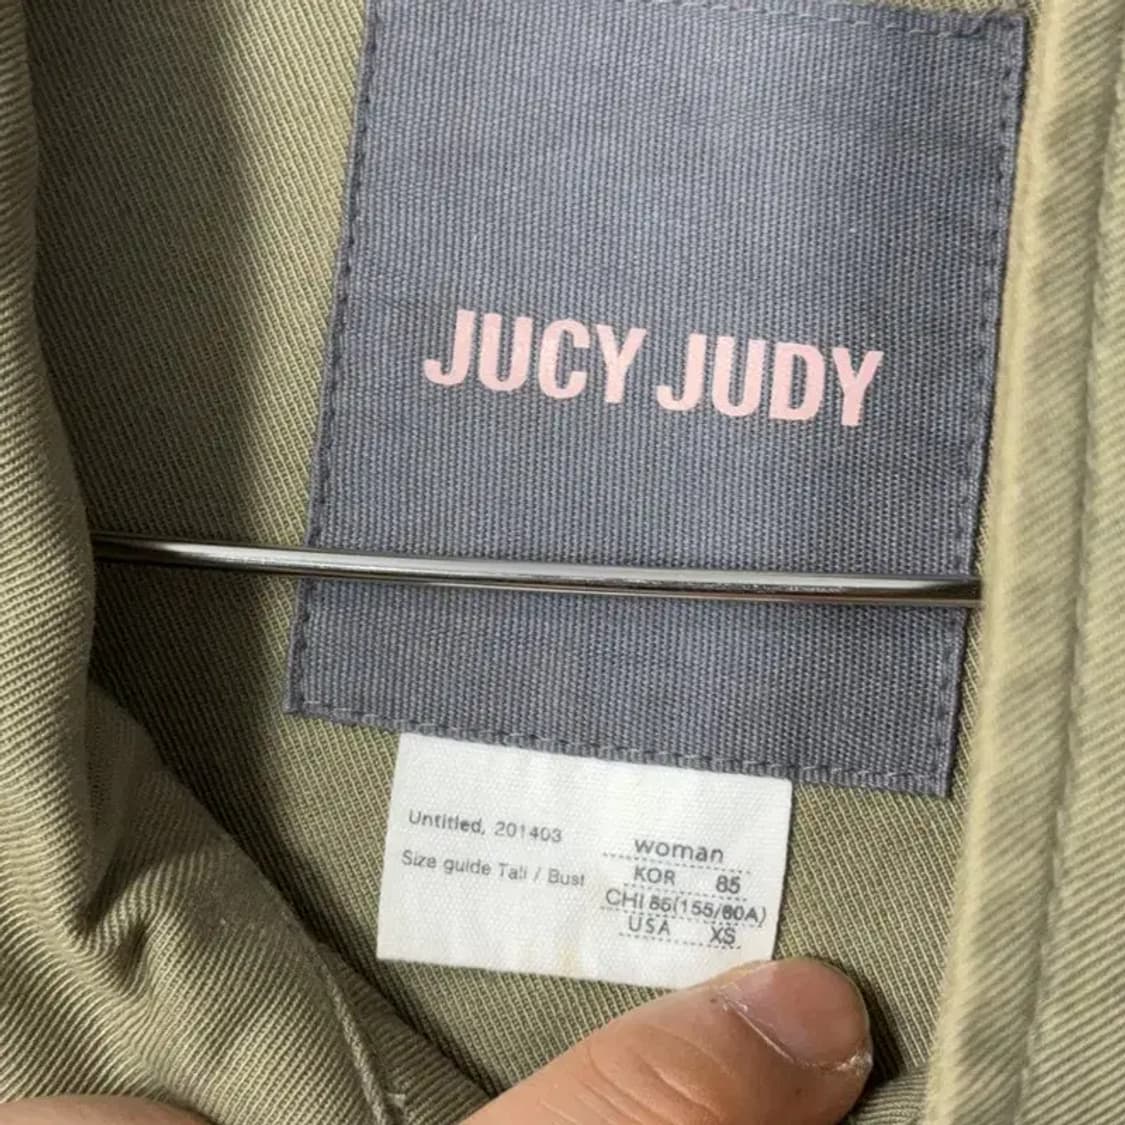 JUCY JUDY
Untitled, 201403
Size guide Tall / Bust
woman
KOR 85
CHI 85(155/80A)
USA XS